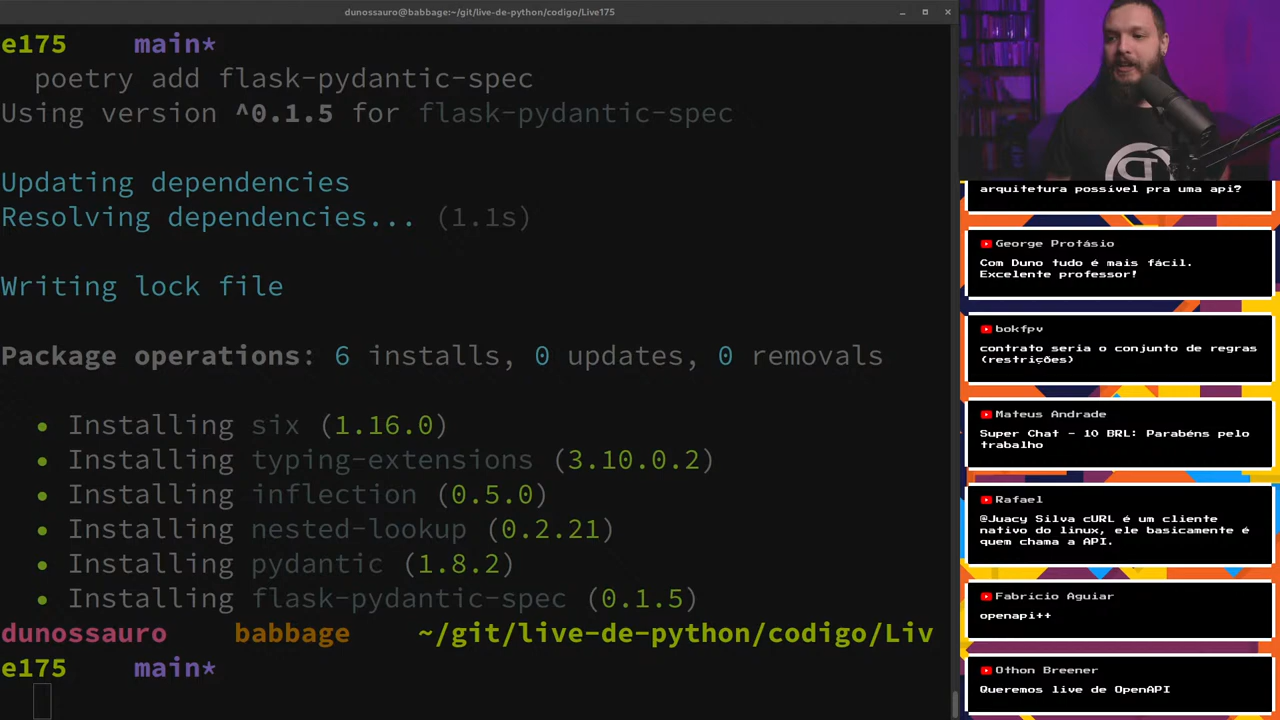 dunossauro@babbage:~/git/live-de-python/codigo/Live175
e175 main*
poetry add flask-pydantic-spec
Using version ^0.1.5 for flask-pydantic-spec
Updating dependencies
Resolving dependencies... (1.1s)
Writing lock file
Package operations: 6 installs, 0 updates, 0 removals
• Installing six (1.16.0)
• Installing typing-extensions (3.10.0.2)
• Installing inflection (0.5.0)
• Installing nested-lookup (0.2.21)
• Installing pydantic (1.8.2)
• Installing flask-pydantic-spec (0.1.5)
dunossauro babbage ~/git/live-de-python/codigo/Liv
e175 main*
arquitetura possível pra uma api?
George Protásio
Com Duno tudo é mais fácil.
Excelente professor!
bokfpv
contrato seria o conjunto de regras
(restrições)
Mateus Andrade
Super Chat - 10 BRL: Parabéns pelo
trabalho
Rafael
@Juacy Silva cURL é um cliente
nativo do linux, ele basicamente é
quem chama a API.
Fabricio Aguiar
openapi++
Othon Breener
Queremos live de OpenAPI